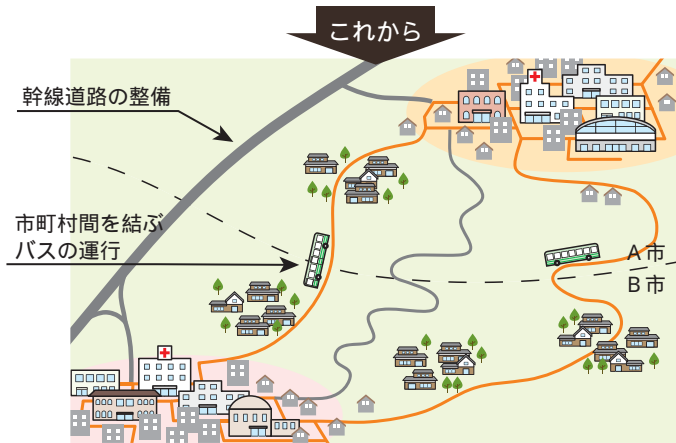 これから
幹線道路の整備
市町村間を結ぶ
バスの運行
A市
B市